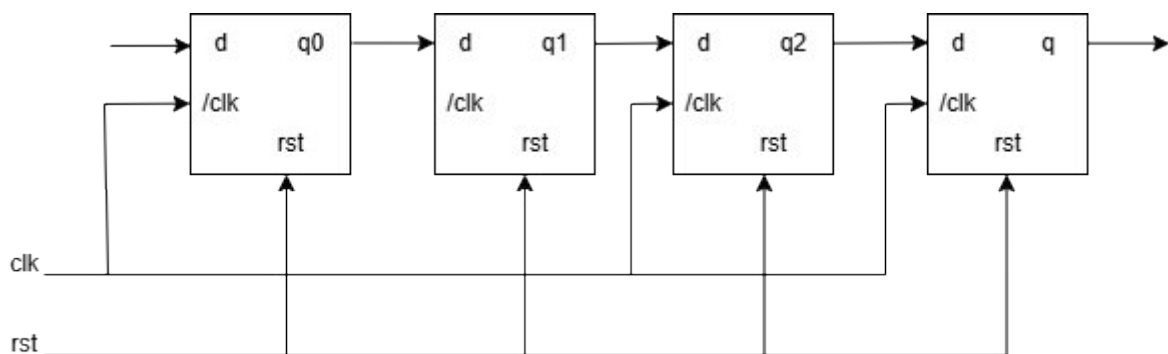 d q0 d q1 d q2 d q
/clk /clk /clk /clk
rst rst rst rst
clk
rst